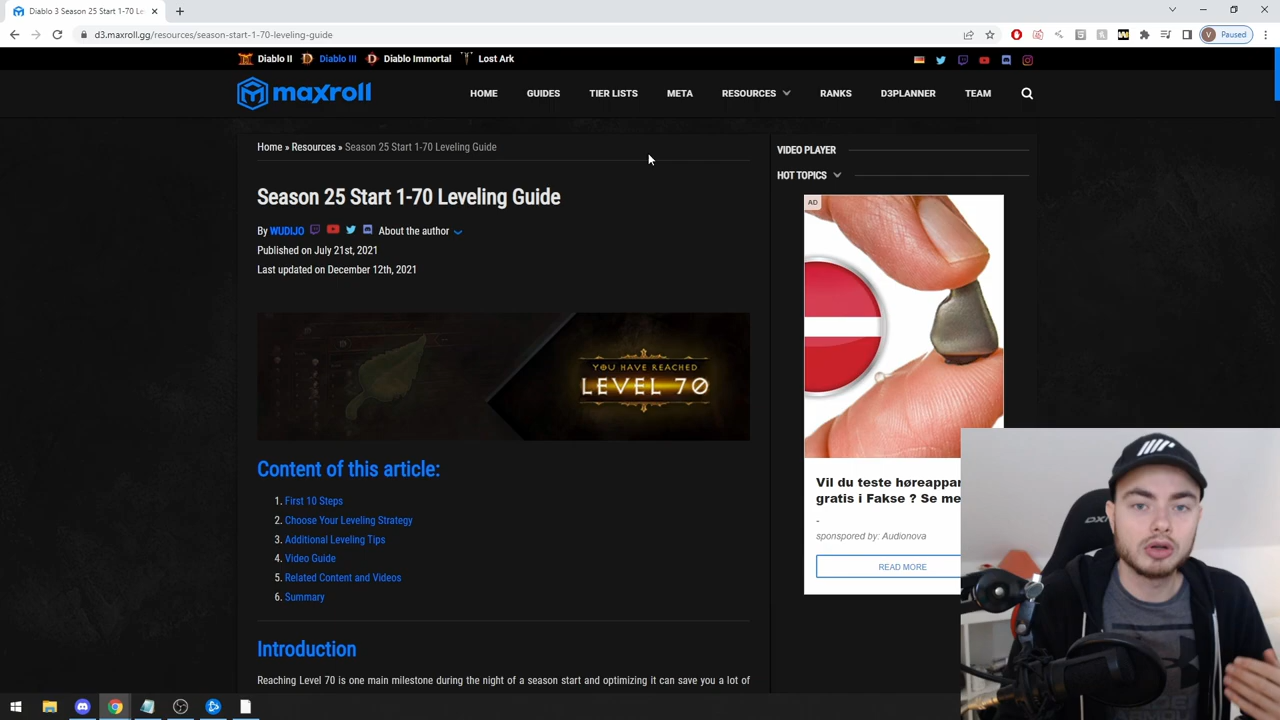 Diablo 3 Season 25 Start 1-70 Le
d3.maxroll.gg/resources/season-start-1-70-leveling-guide
V Paused
Diablo II Diablo III Diablo Immortal Lost Ark
maxroll
HOME GUIDES TIER LISTS META RESOURCES RANKS D3PLANNER TEAM
Home » Resources » Season 25 Start 1-70 Leveling Guide
Season 25 Start 1-70 Leveling Guide
By WUDIJO About the author
Published on July 21st, 2021
Last updated on December 12th, 2021
YOU HAVE REACHED
LEVEL 70
Content of this article:
1. First 10 Steps
2. Choose Your Leveling Strategy
3. Additional Leveling Tips
4. Video Guide
5. Related Content and Videos
6. Summary
Introduction
Reaching Level 70 is one main milestone during the night of a season start and optimizing it can save you a lot of
VIDEO PLAYER
HOT TOPICS
AD
Vil du teste høreappar
gratis i Fakse ? Se me
-
sponspored by: Audionova
READ MORE